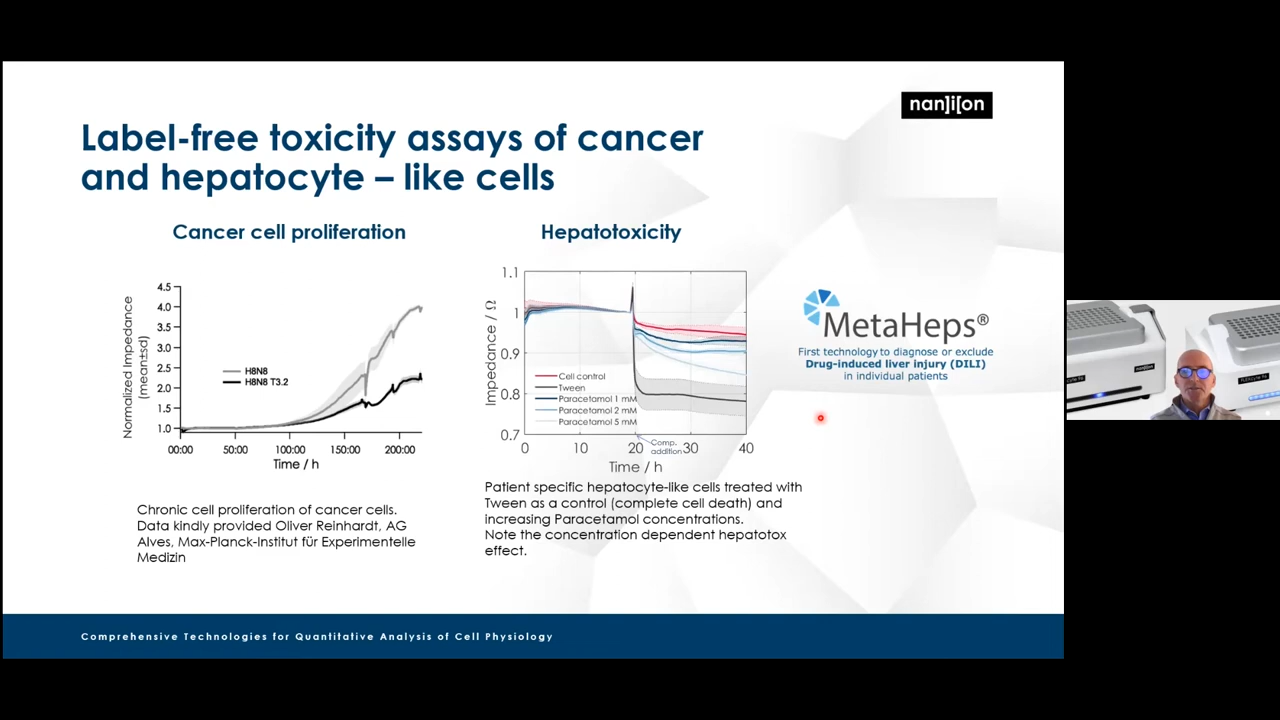 nan]i[on
Label-free toxicity assays of cancer
and hepatocyte – like cells
Cancer cell proliferation
Normalized Impedance
(mean±sd)
4.5
4.0
3.5
3.0
2.5
2.0
1.5
1.0
H8N8
H8N8 T3.2
00:00
50:00
100:00
150:00
200:00
Time / h
Chronic cell proliferation of cancer cells.
Data kindly provided Oliver Reinhardt, AG
Alves, Max-Planck-Institut für Experimentelle
Medizin
Hepatotoxicity
Impedance / Ω
1.1
1
0.9
0.8
0.7
Cell control
Tween
Paracetamol 1 mM
Paracetamol 2 mM
Paracetamol 5 mM
0
10
20
30
40
Comp.
addition
Time / h
Patient specific hepatocyte-like cells treated with
Tween as a control (complete cell death) and
increasing Paracetamol concentrations.
Note the concentration dependent hepatotox
effect.
MetaHeps®
First technology to diagnose or exclude
Drug-induced liver injury (DILI)
in individual patients
nan]i[on
Comprehensive Technologies for Quantitative Analysis of Cell Physiology